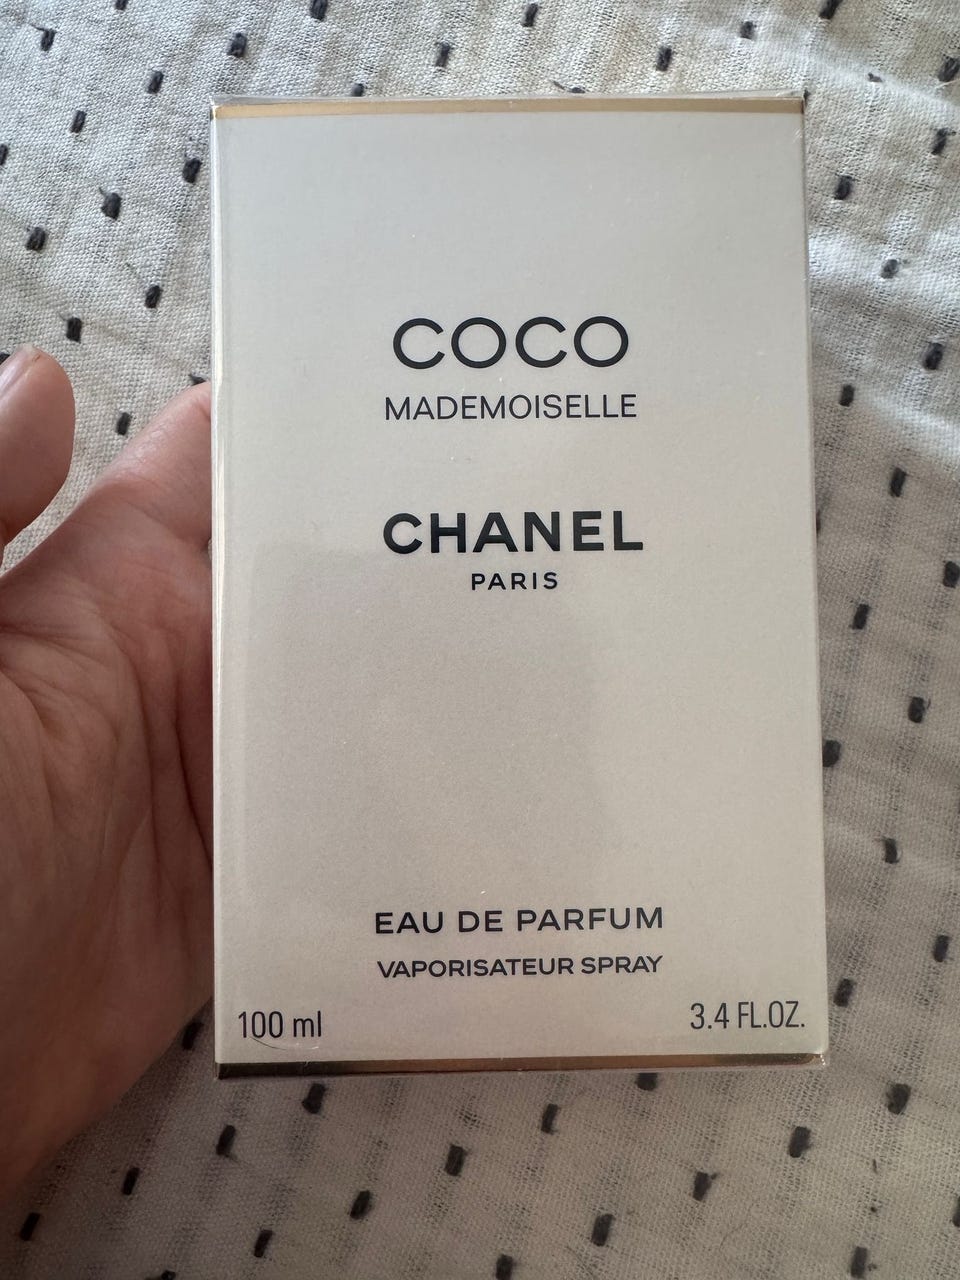 COCO
MADEMOISELLE
CHANEL
PARIS
EAU DE PARFUM
VAPORISATEUR SPRAY
100 ml 3.4 FL.OZ.